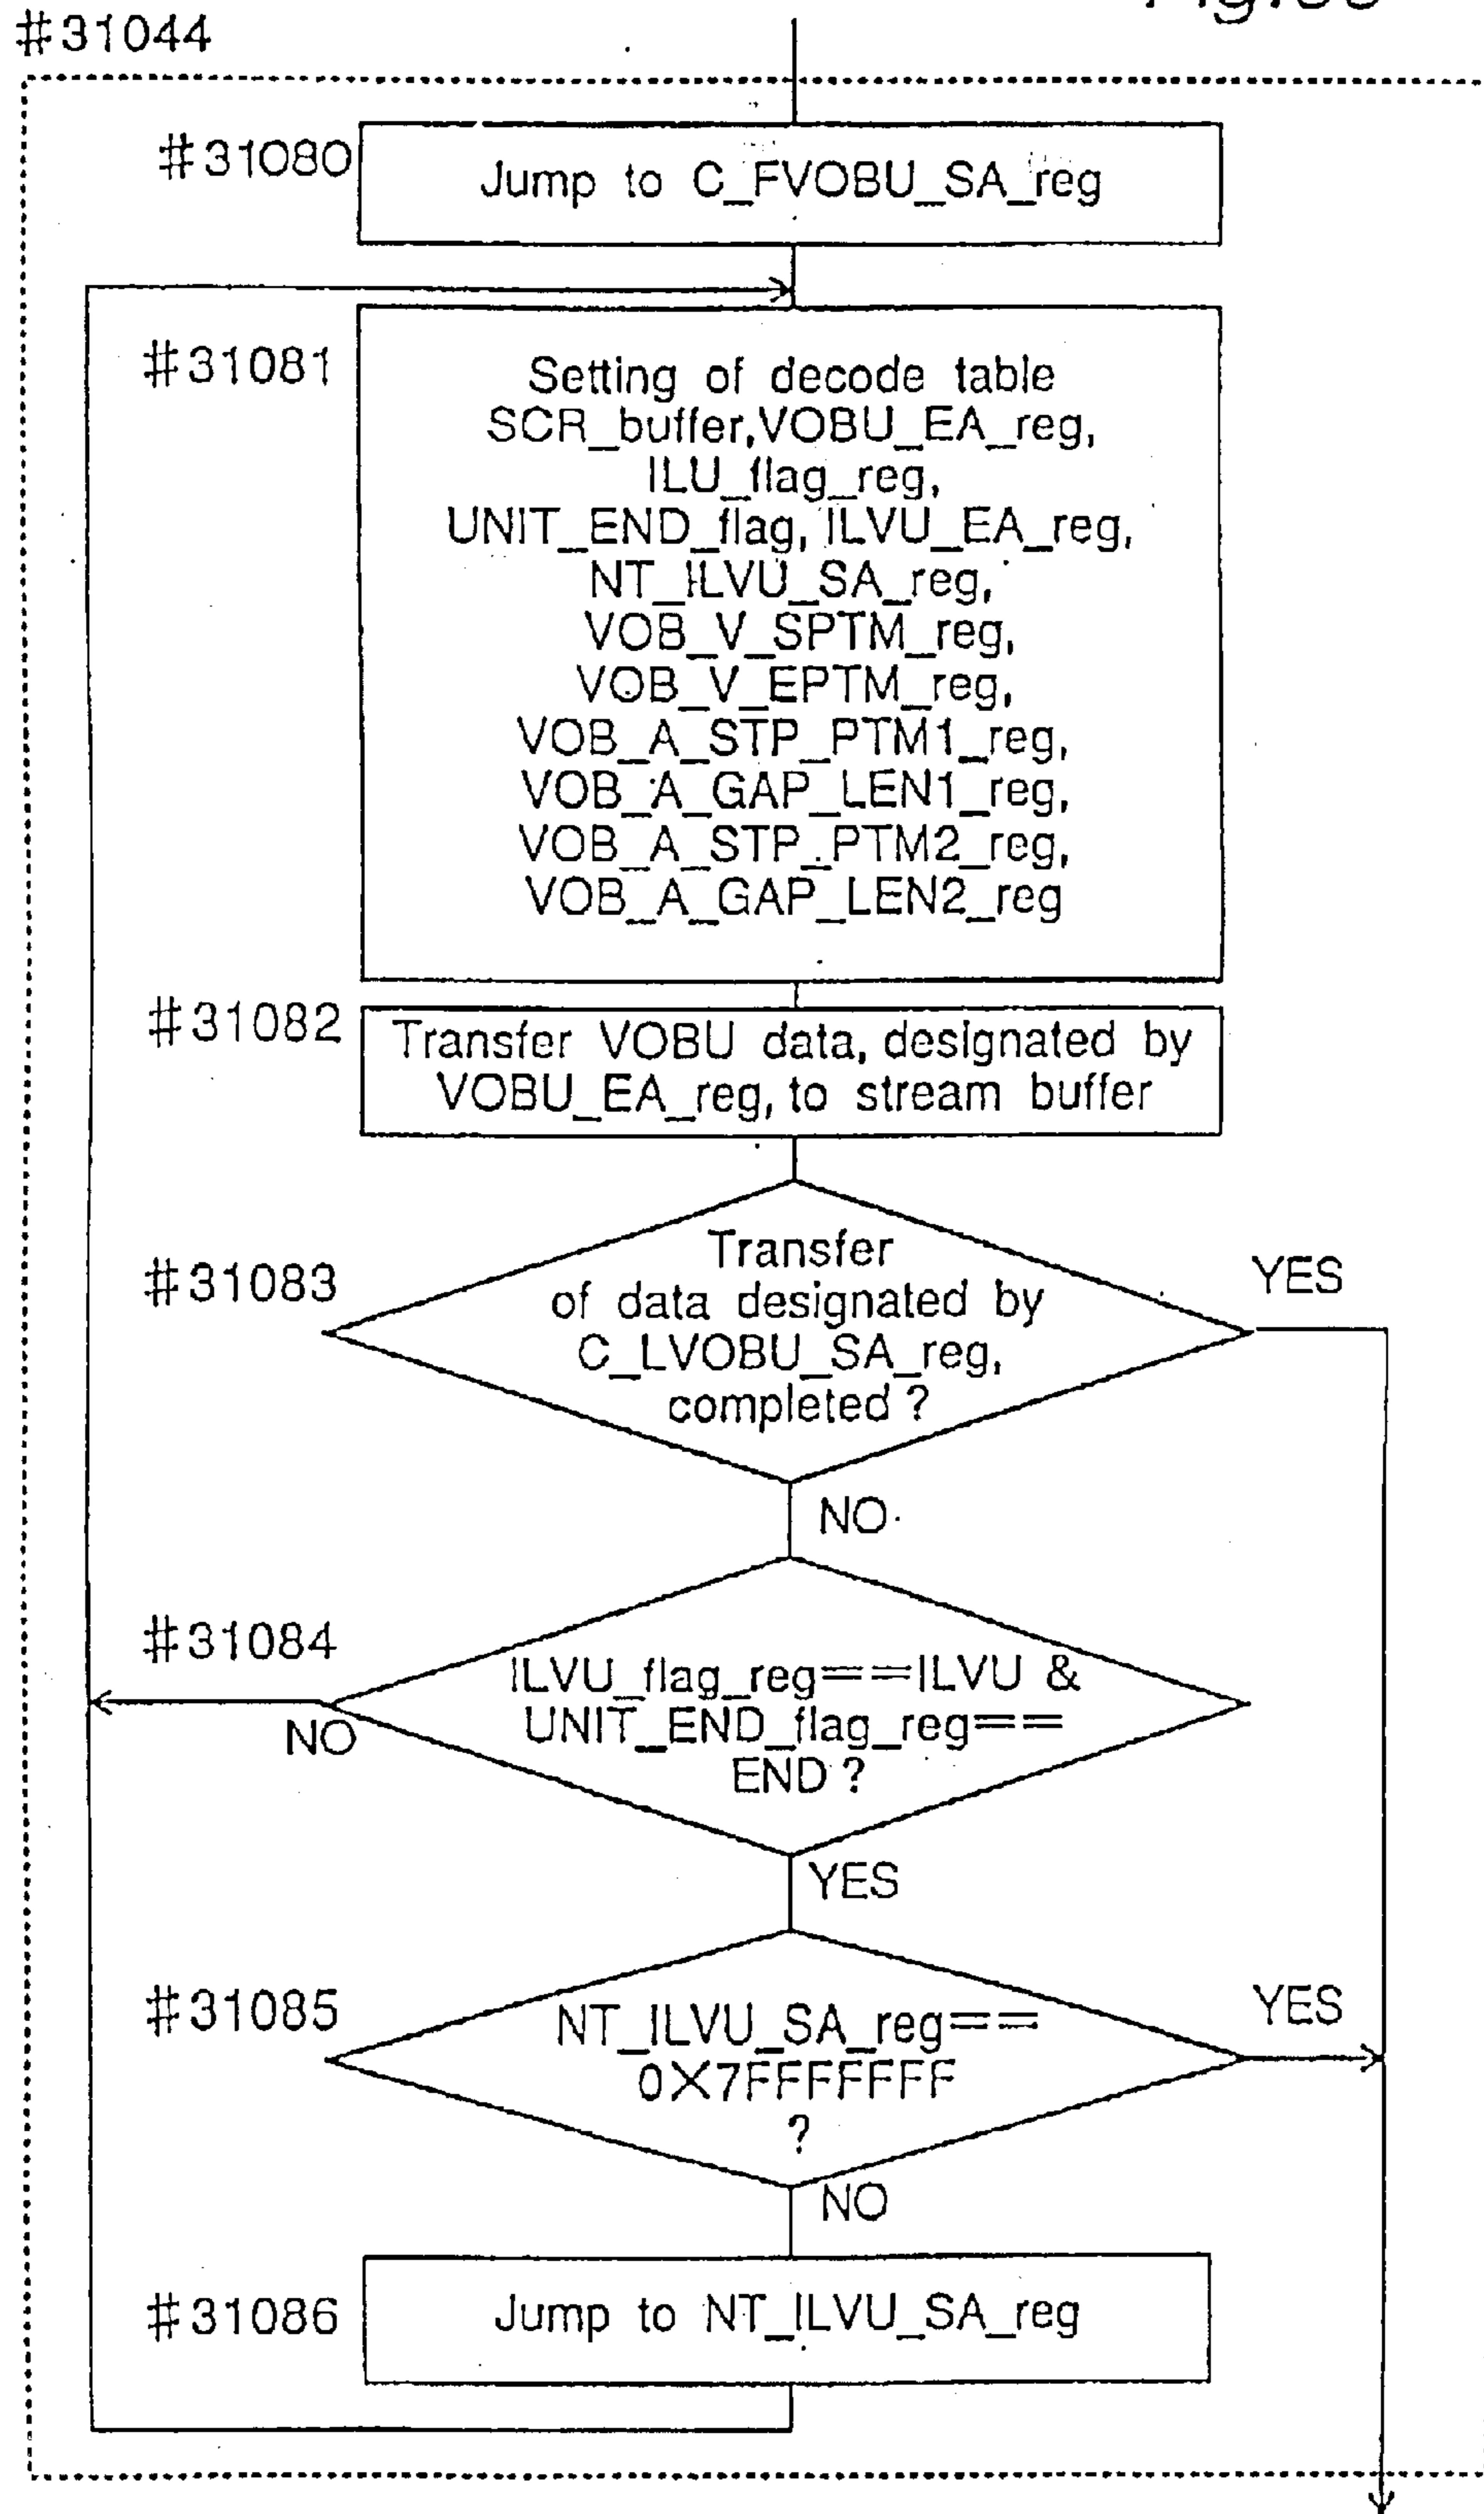 #31044
#31080
Jump to C_FVOBU_SA_reg
#31081
Setting of decode table
SCR_buffer,VOBU_EA_reg,
ILU_flag_reg,
UNIT_END_flag, ILVU_EA_reg,
NT_ILVU_SA_reg,
VOB_V_SPTM_reg,
VOB_V_EPTM_reg,
VOB_A_STP_PTM1_reg,
VOB_A_GAP_LEN1_reg,
VOB_A_STP_PTM2_reg,
VOB_A_GAP_LEN2_reg
#31082
Transfer VOBU data, designated by
VOBU_EA_reg, to stream buffer
#31083
Transfer
of data designated by
C_LVOBU_SA_reg,
completed ?
YES
NO
#31084
ILVU_flag_reg==ILVU &
UNIT_END_flag_reg==
END ?
NO
YES
#31085
NT_ILVU_SA_reg==
0X7FFFFFFF
?
YES
NO
#31086
Jump to NT_ILVU_SA_reg